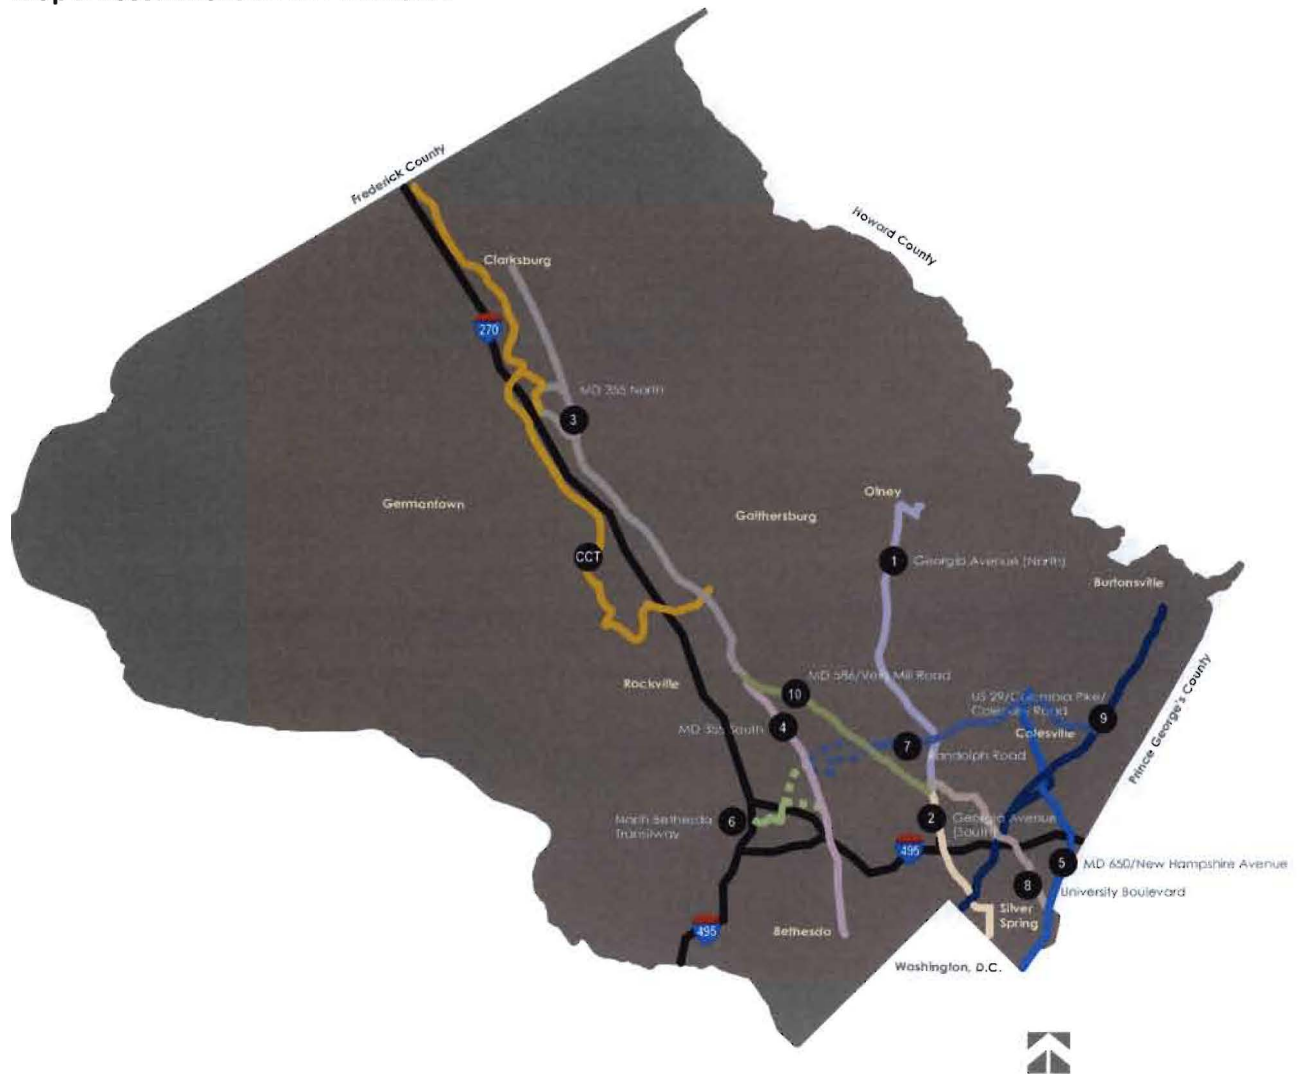 Frederick County
Howard County
Clarksburg
270
MD 355 North
3
Germantown
Gaithersburg
Olney
CCT
1
Georgia Avenue (North)
Burtonsville
Rockville
MD 586/Veirs Mill Road
10
US 29/Columbia Pike/
Colesville Road
9
MD 355 South
4
Colesville
7
Randolph Road
Prince George's County
North Bethesda
Transitway
6
2
Georgia Avenue
(South)
495
5
MD 650/New Hampshire Avenue
8
University Boulevard
Silver
Spring
495
Bethesda
Washington, D.C.